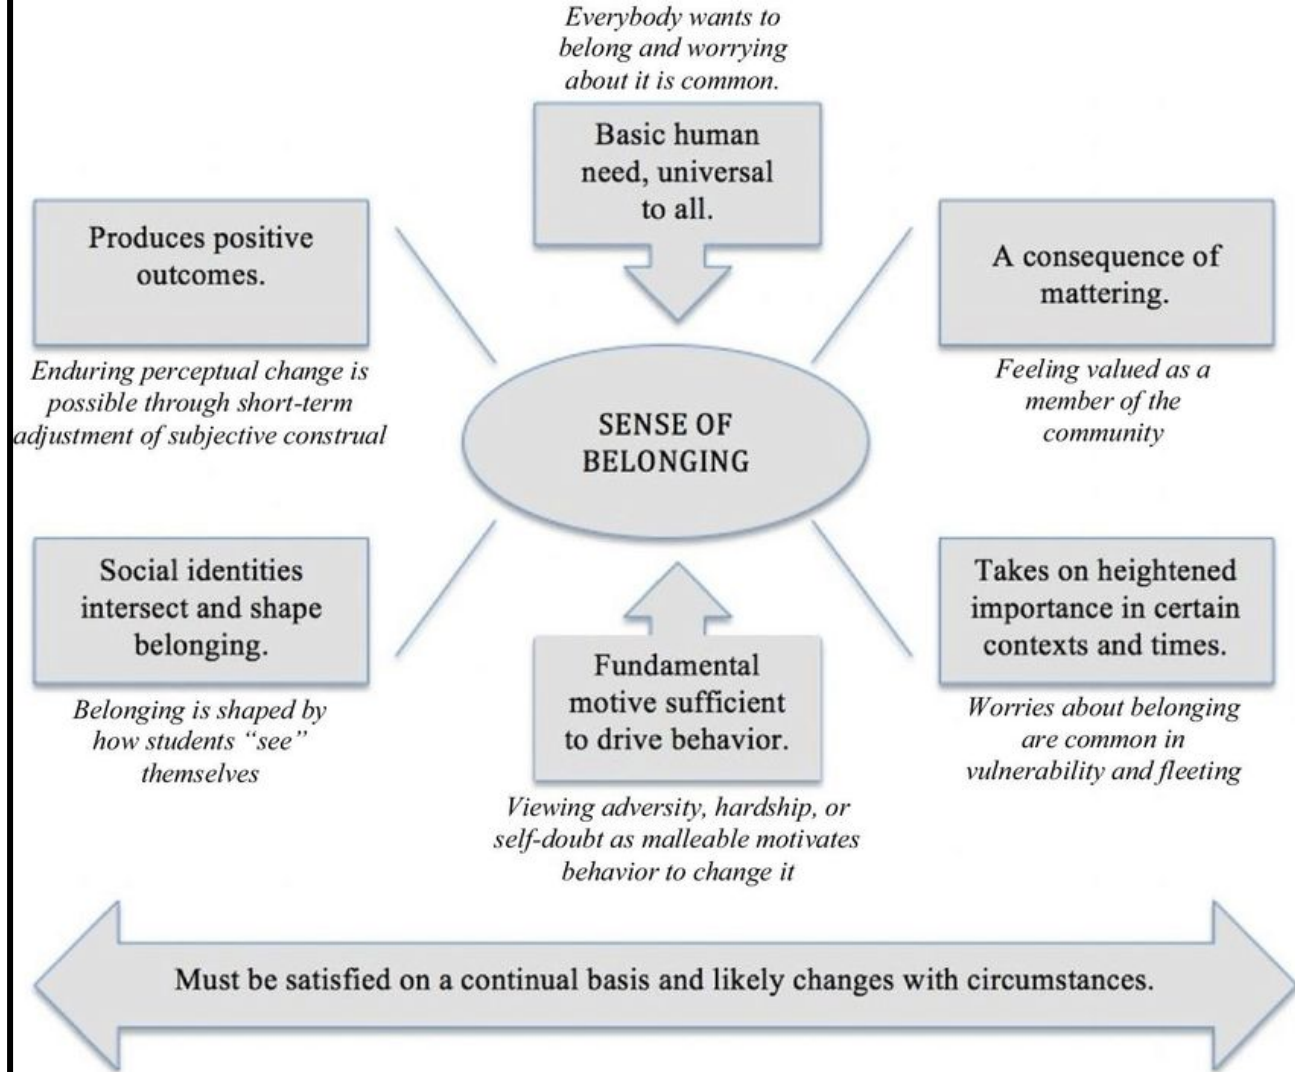 Everybody wants to
belong and worrying
about it is common.
Basic human
need, universal
to all.
Produces positive
outcomes.
Enduring perceptual change is
possible through short-term
adjustment of subjective construal
A consequence of
mattering.
Feeling valued as a
member of the
community
SENSE OF
BELONGING
Social identities
intersect and shape
belonging.
Belonging is shaped by
how students “see”
themselves
Fundamental
motive sufficient
to drive behavior.
Viewing adversity, hardship, or
self-doubt as malleable motivates
behavior to change it
Takes on heightened
importance in certain
contexts and times.
Worries about belonging
are common in
vulnerability and fleeting
Must be satisfied on a continual basis and likely changes with circumstances.